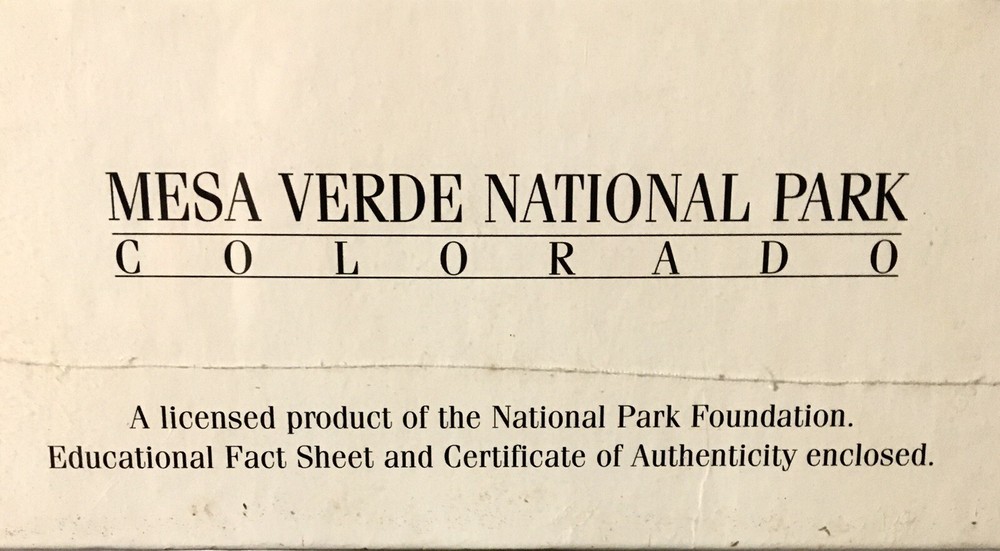 MESA VERDE NATIONAL PARK
COLORADO
A licensed product of the National Park Foundation.
Educational Fact Sheet and Certificate of Authenticity enclosed.